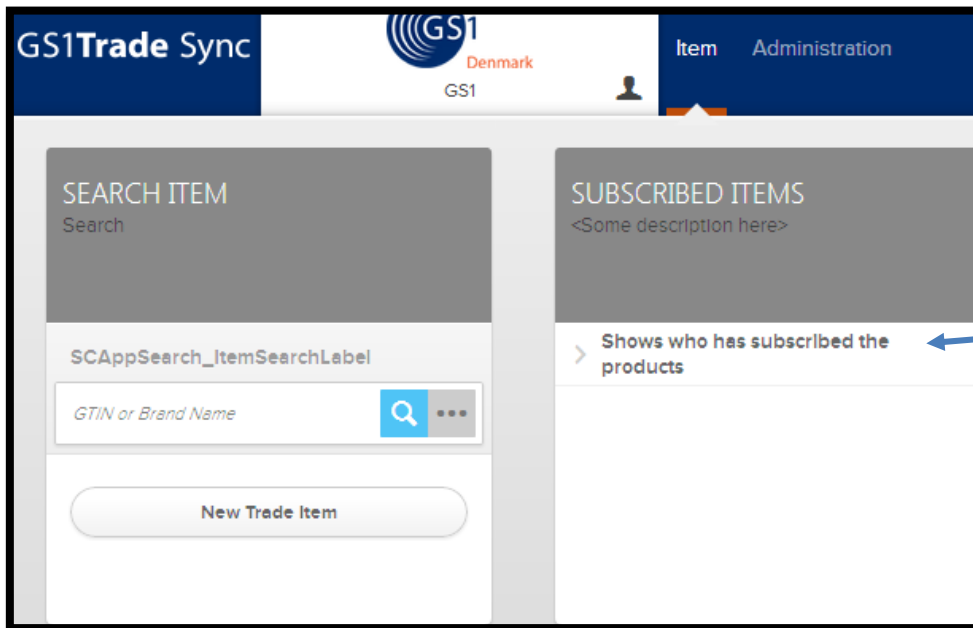 GS1Trade Sync
GS1
Denmark
GS1
Item
Administration
SEARCH ITEM
Search
SCAppSearch_ItemSearchLabel
GTIN or Brand Name
New Trade Item
SUBSCRIBED ITEMS
<Some description here>
Shows who has subscribed the
products